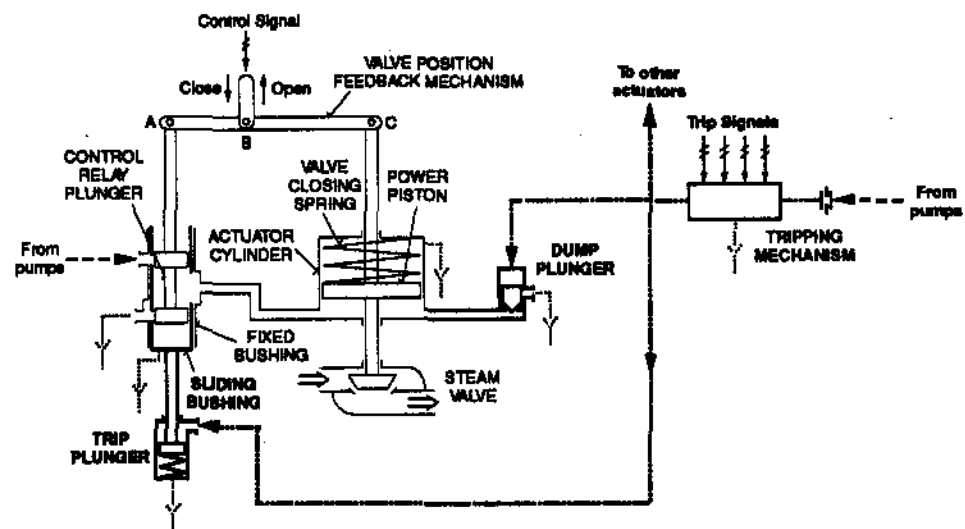 Control Signal
Close
Open
VALVE POSITION
FEEDBACK MECHANISM
A
B
C
CONTROL
RELAY
PLUNGER
VALVE
CLOSING
SPRING
POWER
PISTON
From
pumps
ACTUATOR
CYLINDER
FIXED
BUSHING
SLIDING
BUSHING
TRIP
PLUNGER
STEAM
VALVE
DUMP
PLUNGER
To other
actuators
Trip Signals
From
pumps
TRIPPING
MECHANISM